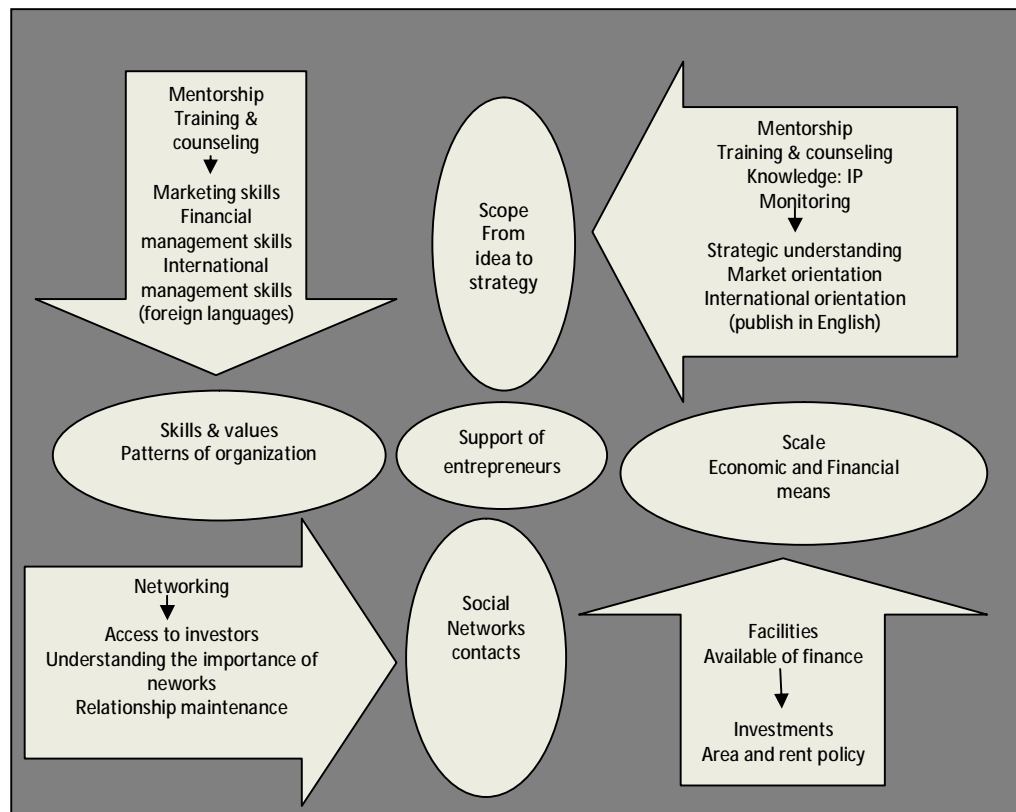 Mentorship
Training &
counseling
Marketing skills
Financial
management skills
International
management skills
(foreign languages)
Scope
From
idea to
strategy
Mentorship
Training & counseling
Knowledge: IP
Monitoring
Strategic understanding
Market orientation
International orientation
(publish in English)
Skills & values
Patterns of organization
Support of
entrepreneurs
Scale
Economic and Financial
means
Networking
Access to investors
Understanding the importance of
neworks
Relationship maintenance
Social
Networks
contacts
Facilities
Available of finance
Investments
Area and rent policy